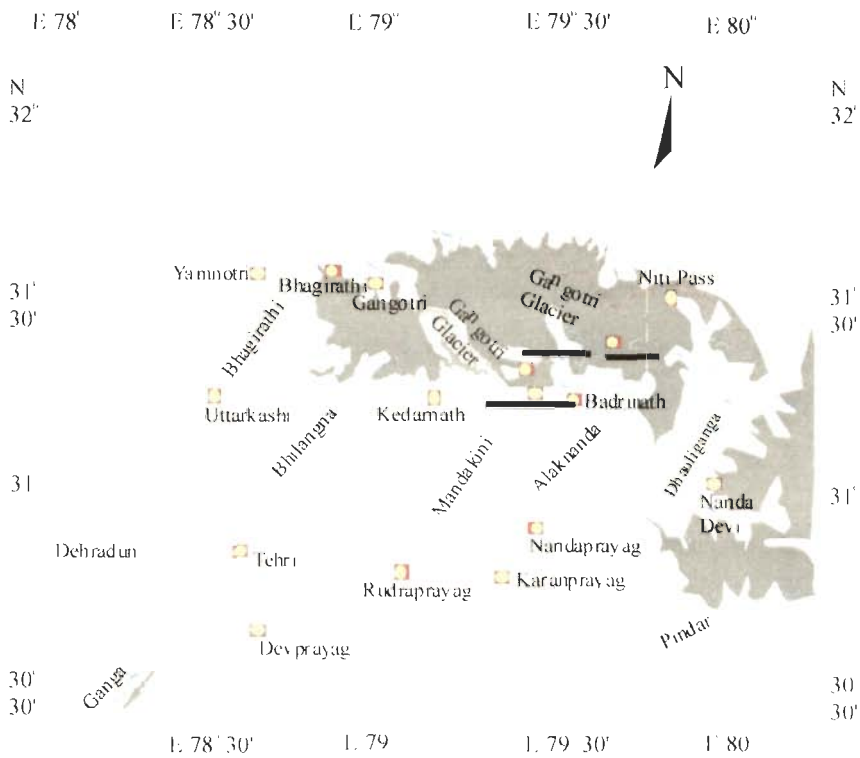 E 78'
E 78" 30'
E 79"
E 79" 30'
E 80"
N
N
32"
N
32"
Yamnotri
Bhagirathi
Gangotri
Gangotri
Glacier
Gangotri
Glacier
Niti Pass
31'
30'
31'
30'
Bhagirathi
Uttarkashi
Bhilangna
Kedarnath
Mandakini
Alaknanda
Badrinath
Dhauliganga
31
31'
Nanda
Devi
Dehradun
Tehri
Nandaprayag
Rudraprayag
Karanprayag
Devprayag
Pindar
Ganga
30'
30'
30
30'
E 78 30'
E 79
E 79 30'
E 80